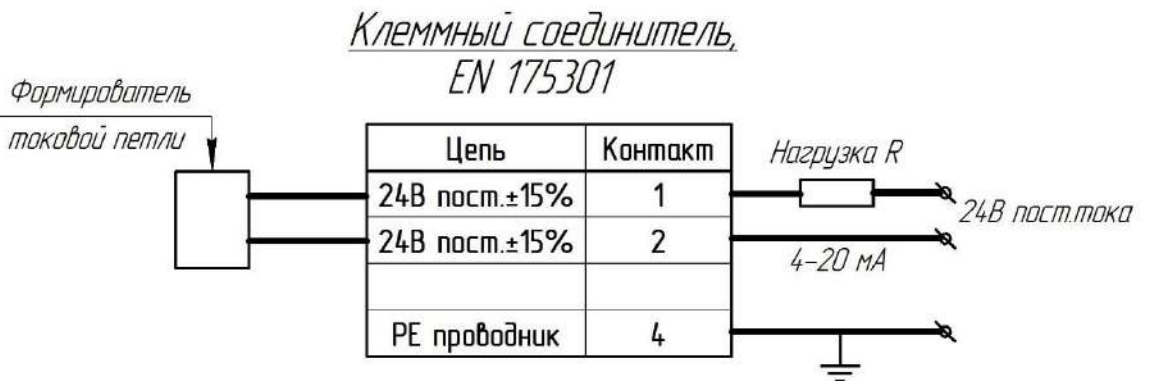 Клеммный соединитель,
EN 175301
Формирователь
токовой петли
Цепь Контакт
24В пост.±15% 1
24В пост.±15% 2
PE проводник 4
Нагрузка R
24В пост.тока
4-20 мА